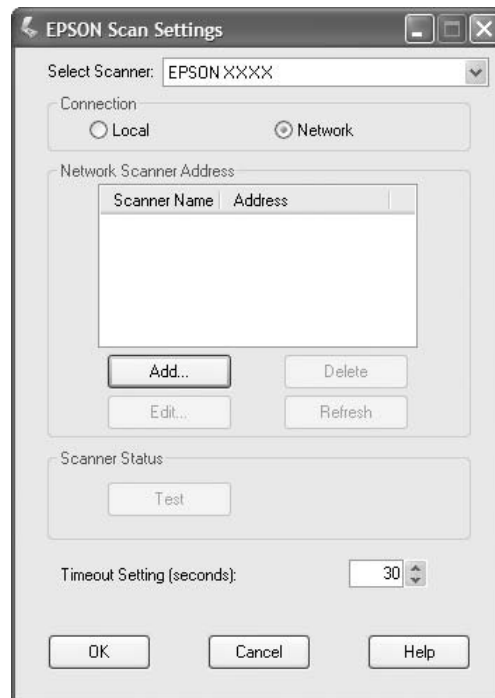 EPSON Scan Settings
Select Scanner: EPSON XXXX
Connection
Local Network
Network Scanner Address
Scanner Name Address
Add... Delete
Edit... Refresh
Scanner Status
Test
Timeout Setting (seconds): 30
OK Cancel Help